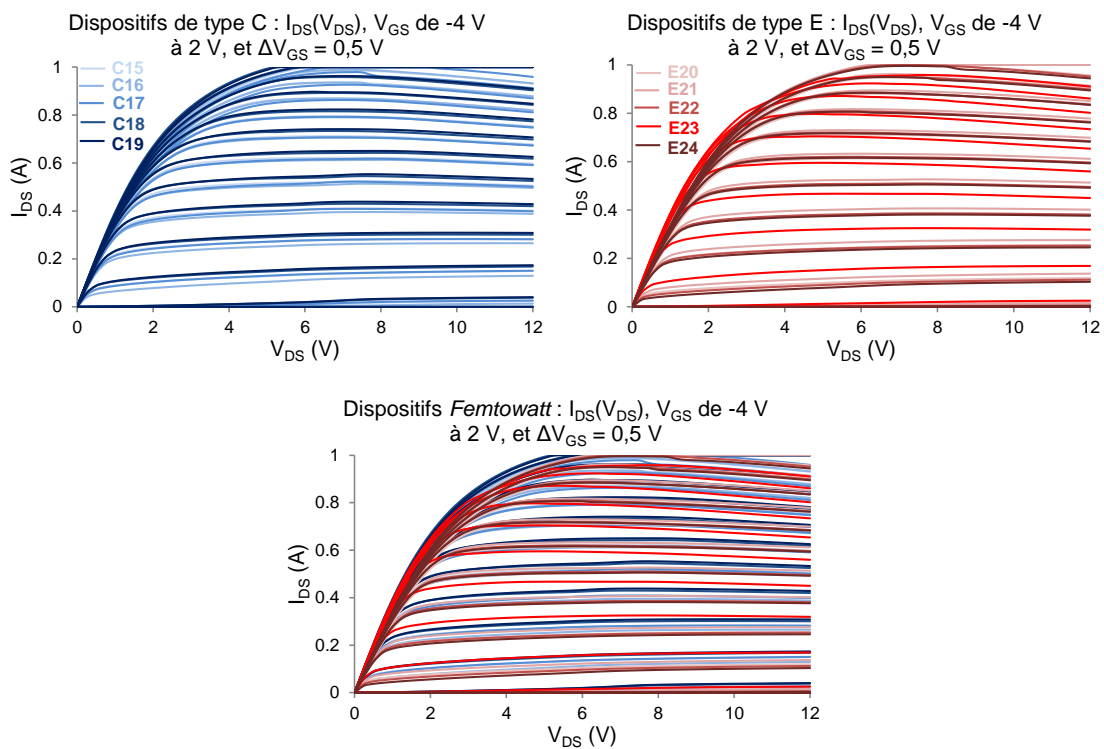 Dispositifs de type C : IDS(VDS), VGS de -4 V
à 2 V, et ΔVGS = 0,5 V
1
0.8
0.6
0.4
0.2
0
IDS (A)
C15
C16
C17
C18
C19
0 2 4 6 8 10 12
VDS (V)
Dispositifs de type E : IDS(VDS), VGS de -4 V
à 2 V, et ΔVGS = 0,5 V
1
0.8
0.6
0.4
0.2
0
IDS (A)
E20
E21
E22
E23
E24
0 2 4 6 8 10 12
VDS (V)
Dispositifs Femtowatt : IDS(VDS), VGS de -4 V
à 2 V, et ΔVGS = 0,5 V
1
0.8
0.6
0.4
0.2
0
IDS (A)
0 2 4 6 8 10 12
VDS (V)